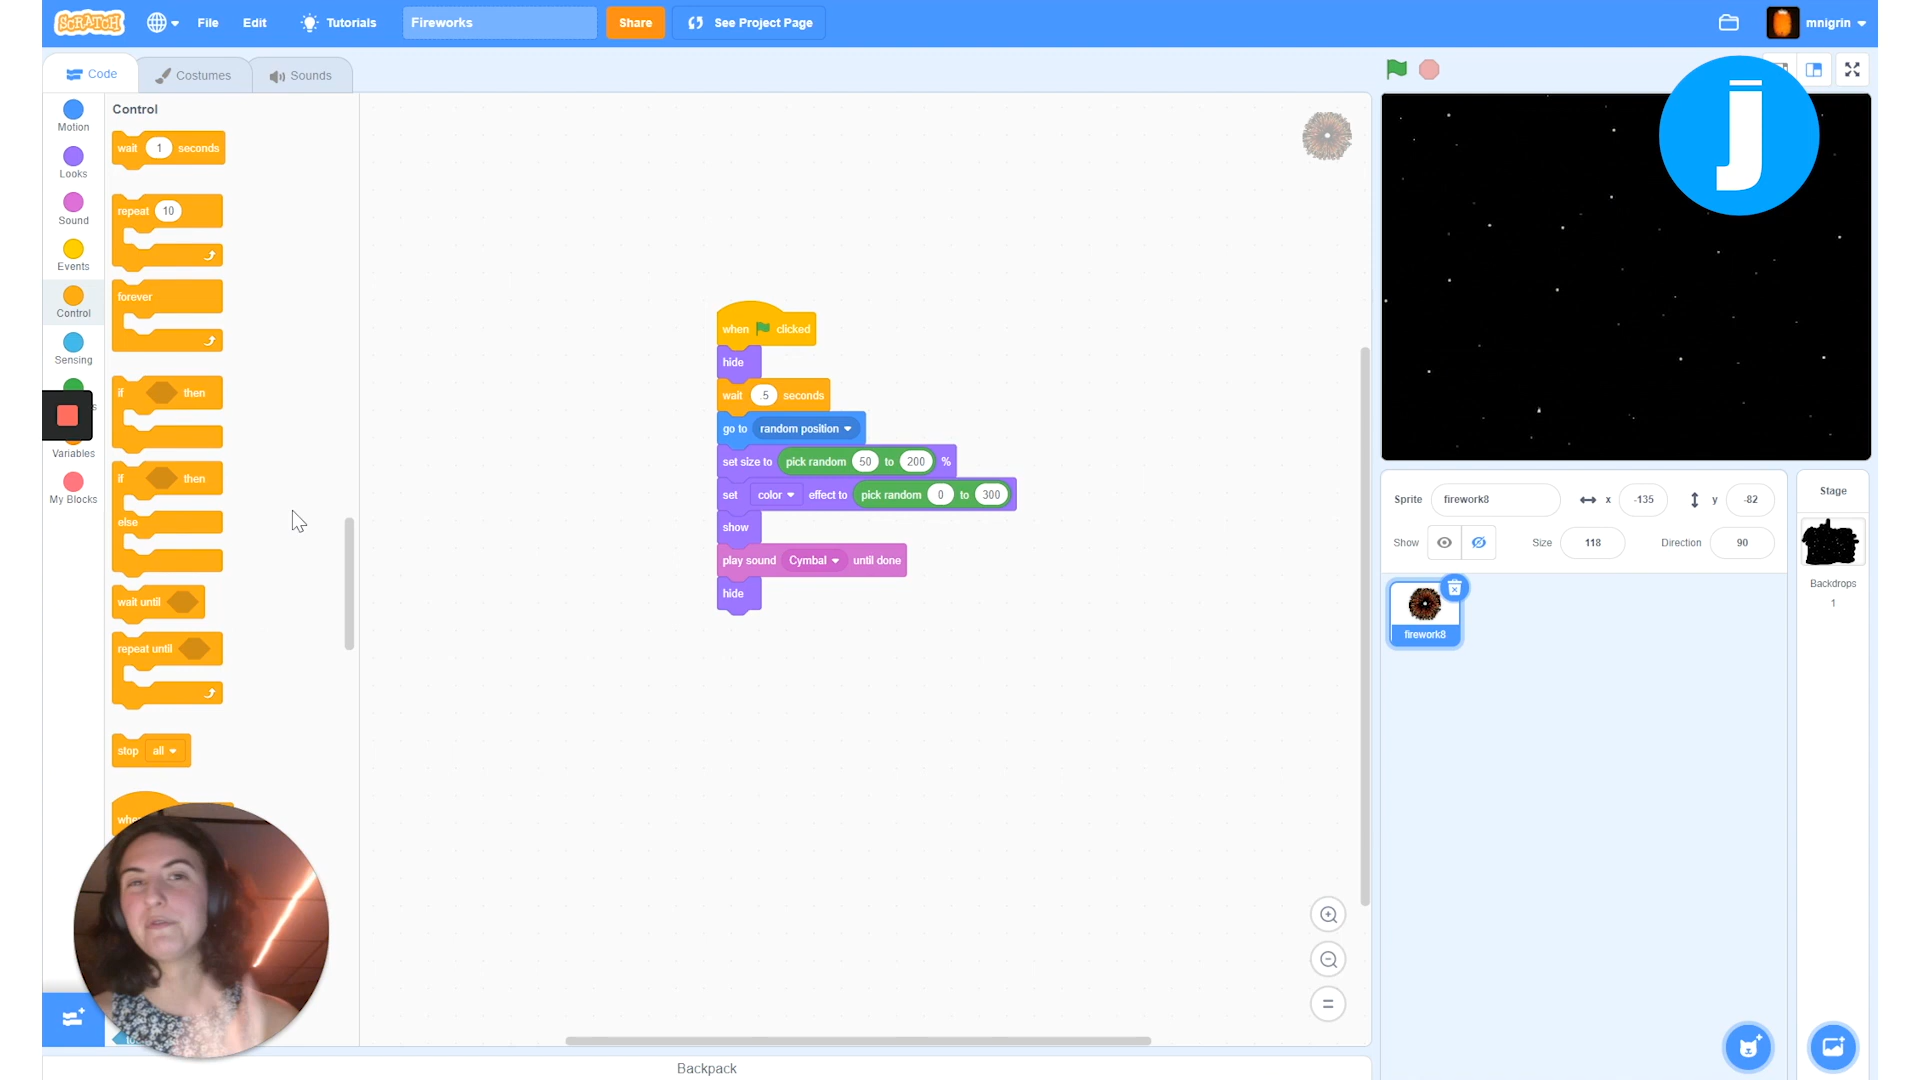 SCRATCH File Edit Tutorials Fireworks Share See Project Page mnigrin
Code Costumes Sounds
Motion
Looks
Sound
Events
Control
Sensing
Variables
My Blocks
Control
wait 1 seconds
repeat 10
forever
if then
if then
else
wait until
repeat until
stop all
when clicked
hide
wait .5 seconds
go to random position
set size to pick random 50 to 200 %
set color effect to pick random 0 to 300
show
play sound Cymbal until done
hide
j
Sprite firework8 x -135 y -82
Show Size 118 Direction 90
firework8
Stage
Backdrops
1
Backpack